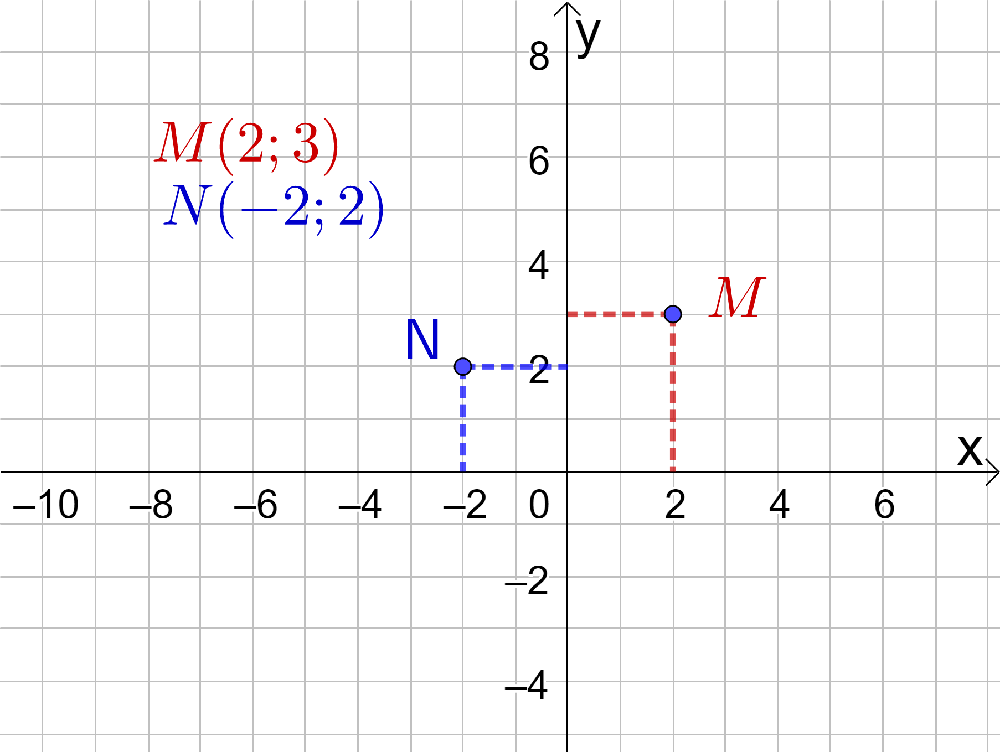 y
8
M(2; 3)
6
N(−2; 2)
4
M
N
2
x
–10 –8 –6 –4 –2 0 2 4 6
–2
–4